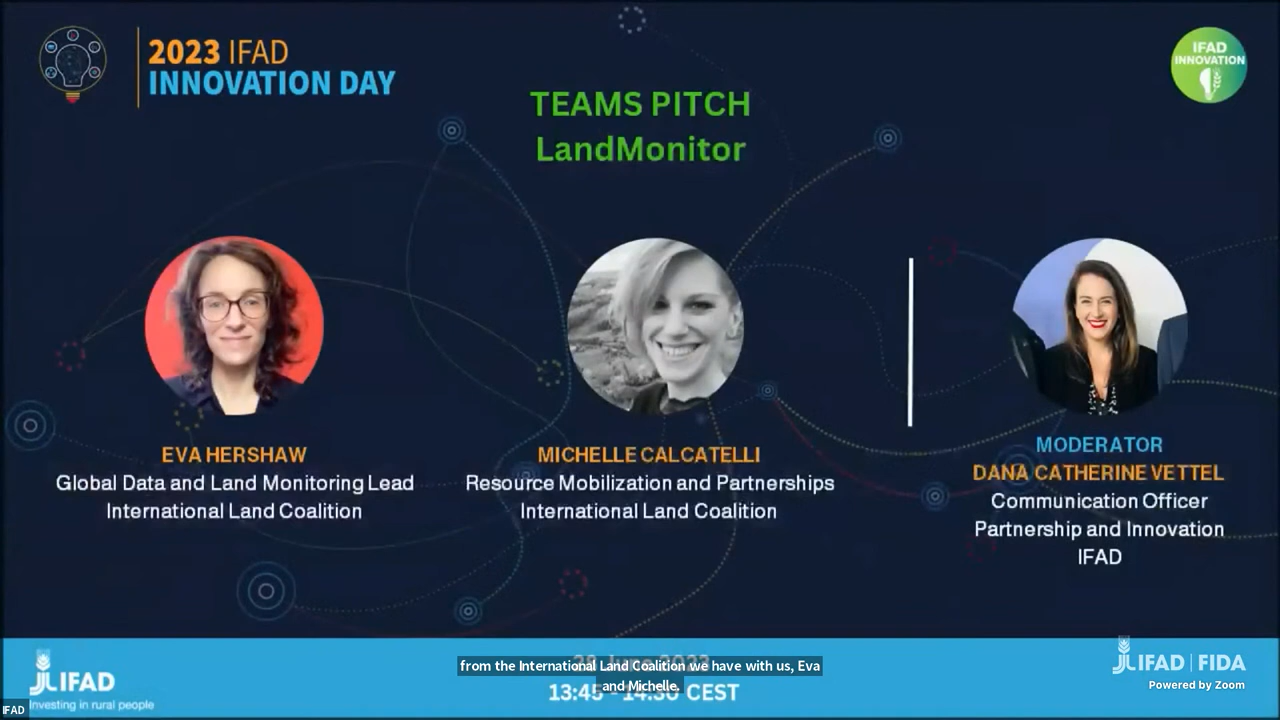 2023 IFAD
INNOVATION DAY
IFAD
INNOVATION
TEAMS PITCH
LandMonitor
EVA HERSHAW
Global Data and Land Monitoring Lead
International Land Coalition
MICHELLE CALCATELLI
Resource Mobilization and Partnerships
International Land Coalition
MODERATOR
DANA CATHERINE VETTEL
Communication Officer
Partnership and Innovation
IFAD
from the International Land Coalition we have with us, Eva
and Michelle.
13:45 - 14:30 CEST
IFAD
Investing in rural people
IFAD
IFAD | FIDA
Powered by Zoom